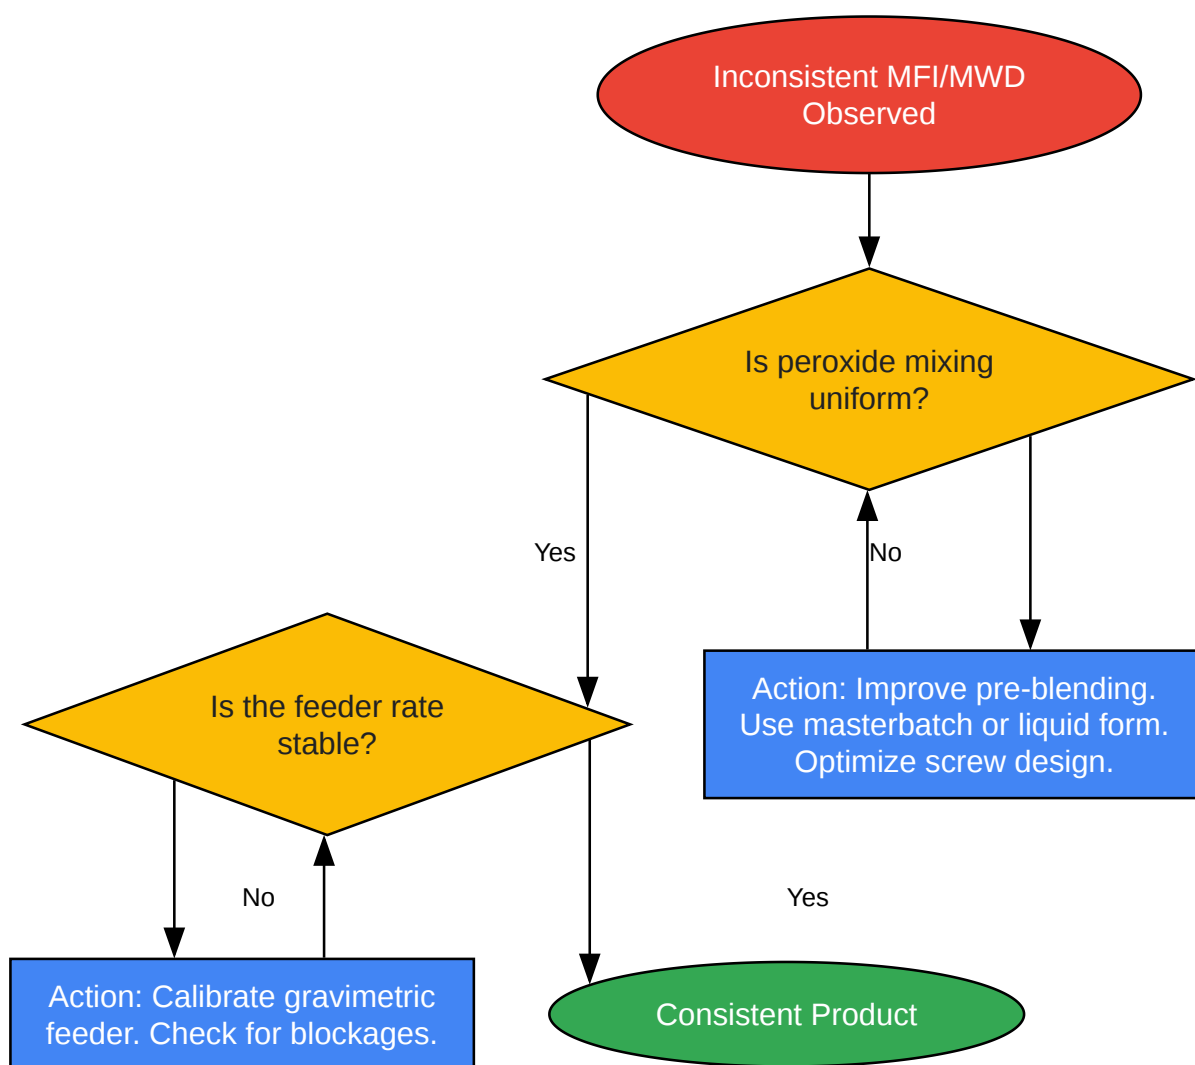 Inconsistent MFI/MWD
Observed
Is peroxide mixing
uniform?
Yes
No
Is the feeder rate
stable?
Action: Improve pre-blending.
Use masterbatch or liquid form.
Optimize screw design.
No
Yes
Action: Calibrate gravimetric
feeder. Check for blockages.
Consistent Product